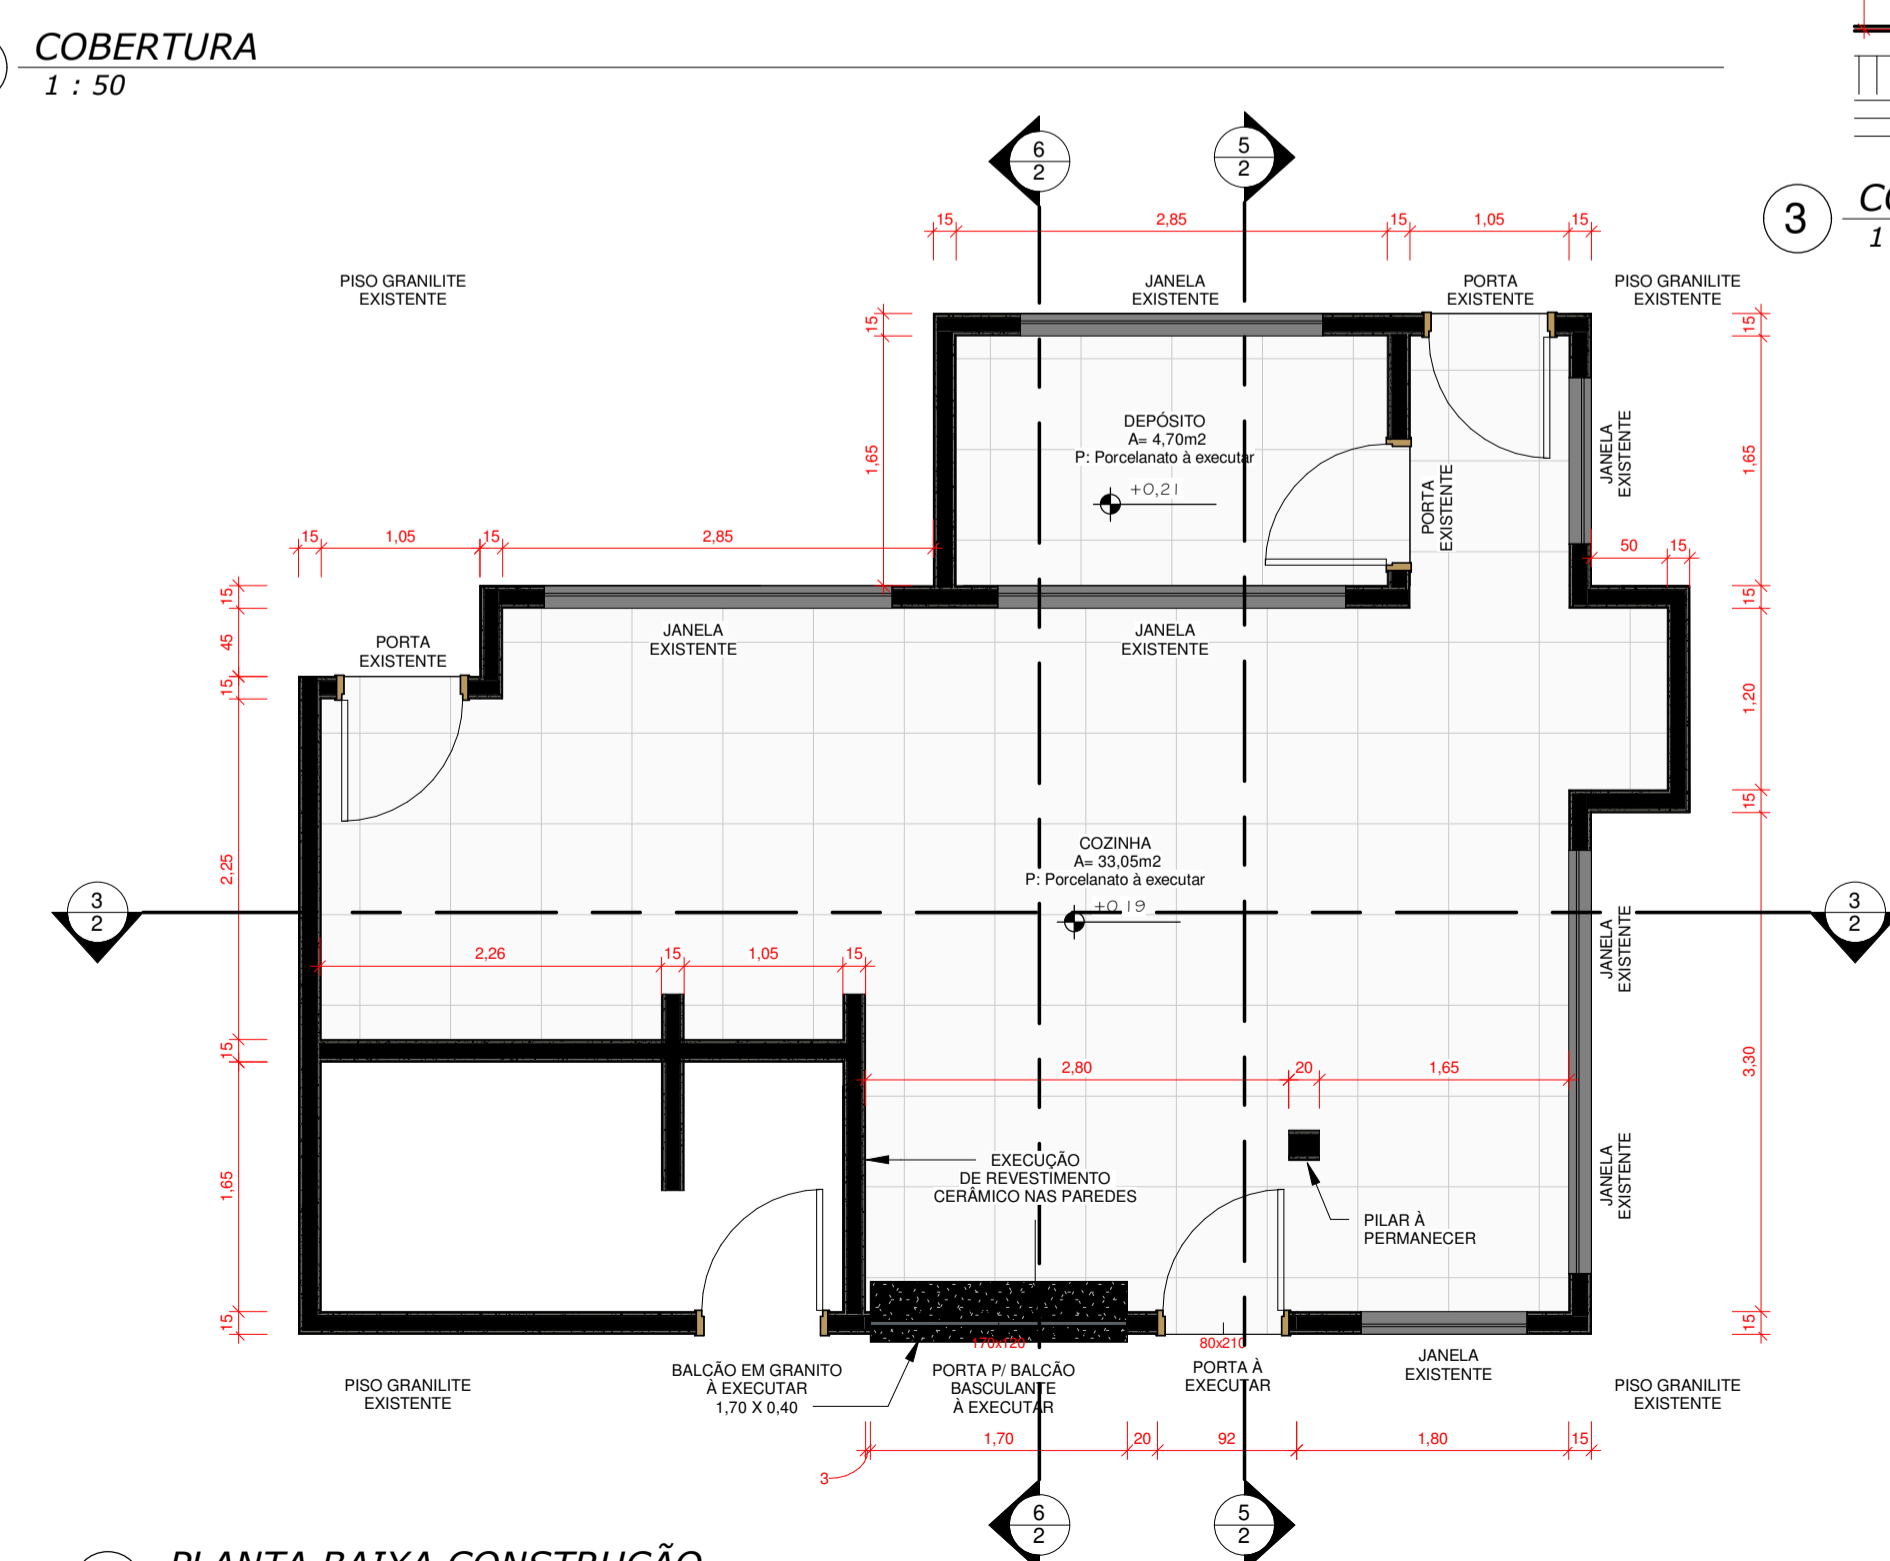 COBERTURA
1 : 50
6
2
5
2
3
1
15
2,85
15
1,05
15
PISO GRANILITE
EXISTENTE
JANELA
EXISTENTE
PORTA
EXISTENTE
PISO GRANILITE
EXISTENTE
15
15
DEPÓSITO
A= 4,70m2
P: Porcelanato à executar
+0,21
1,65
PORTA
EXISTENTE
JANELA
EXISTENTE
1,65
15
1,05
15
2,85
50
15
15
45
15
PORTA
EXISTENTE
JANELA
EXISTENTE
JANELA
EXISTENTE
15
1,20
15
2,25
COZINHA
A= 33,05m2
P: Porcelanato à executar
+0,19
3
2
3
2
JANELA
EXISTENTE
2,26
15
1,05
15
15
2,80
20
1,65
3,30
1,65
EXECUÇÃO
DE REVESTIMENTO
CERÂMICO NAS PAREDES
JANELA
EXISTENTE
PILAR À
PERMANECER
15
15
170x120
80x210
BALCÃO EM GRANITO
À EXECUTAR
1,70 X 0,40
PORTA P/ BALCÃO
BASCULANTE
À EXECUTAR
PORTA À
EXECUTAR
JANELA
EXISTENTE
PISO GRANILITE
EXISTENTE
PISO GRANILITE
EXISTENTE
3
1,70
20
92
1,80
15
6
2
5
2
PLANTA BAIXA CONSTRUÇÃO